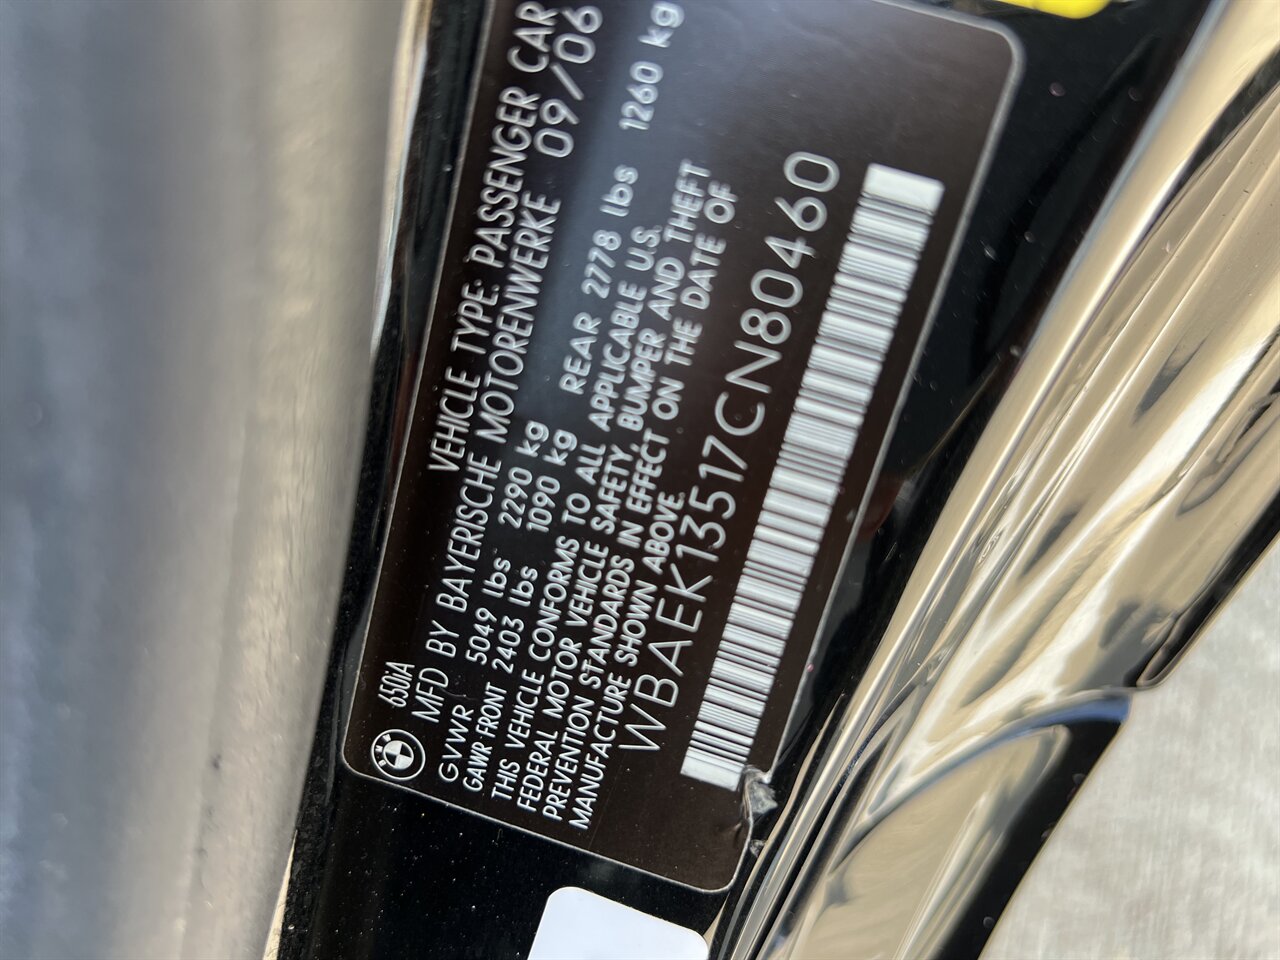 650iA VEHICLE TYPE: PASSENGER CAR
MFD BY BAYERISCHE MOTORENWERKE 09/06
GVWR 5049 lbs 2290 kg
GAWR-FRONT 2403 lbs 1090 kg REAR 2778 lbs 1260 kg
THIS VEHICLE CONFORMS TO ALL APPLICABLE U.S.
FEDERAL MOTOR VEHICLE SAFETY, BUMPER AND THEFT
PREVENTION STANDARDS IN EFFECT ON THE DATE OF
MANUFACTURE SHOWN ABOVE.
WBAEK13517CN80460